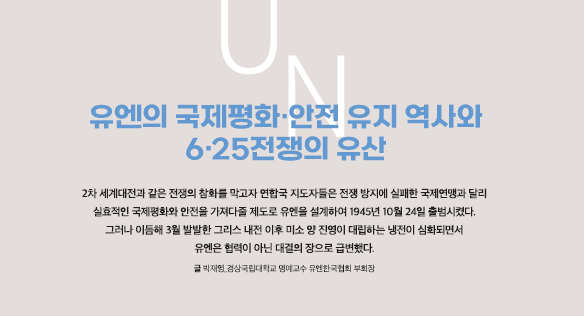 UN
유엔의 국제평화·안전 유지 역사와
6·25전쟁의 유산
2차 세계대전과 같은 전쟁의 참화를 막고자 연합국 지도자들은 전쟁 방지에 실패한 국제연맹과 달리
실효적인 국제평화와 안전을 가져다줄 제도로 유엔을 설계하여 1945년 10월 24일 출범시켰다.
그러나 이듬해 3월 발발한 그리스 내전 이후 미소 양 진영이 대립하는 냉전이 심화되면서
유엔은 협력이 아닌 대결의 장으로 급변했다.
글 박재영_경상국립대학교 명예교수 유엔한국협회 부회장